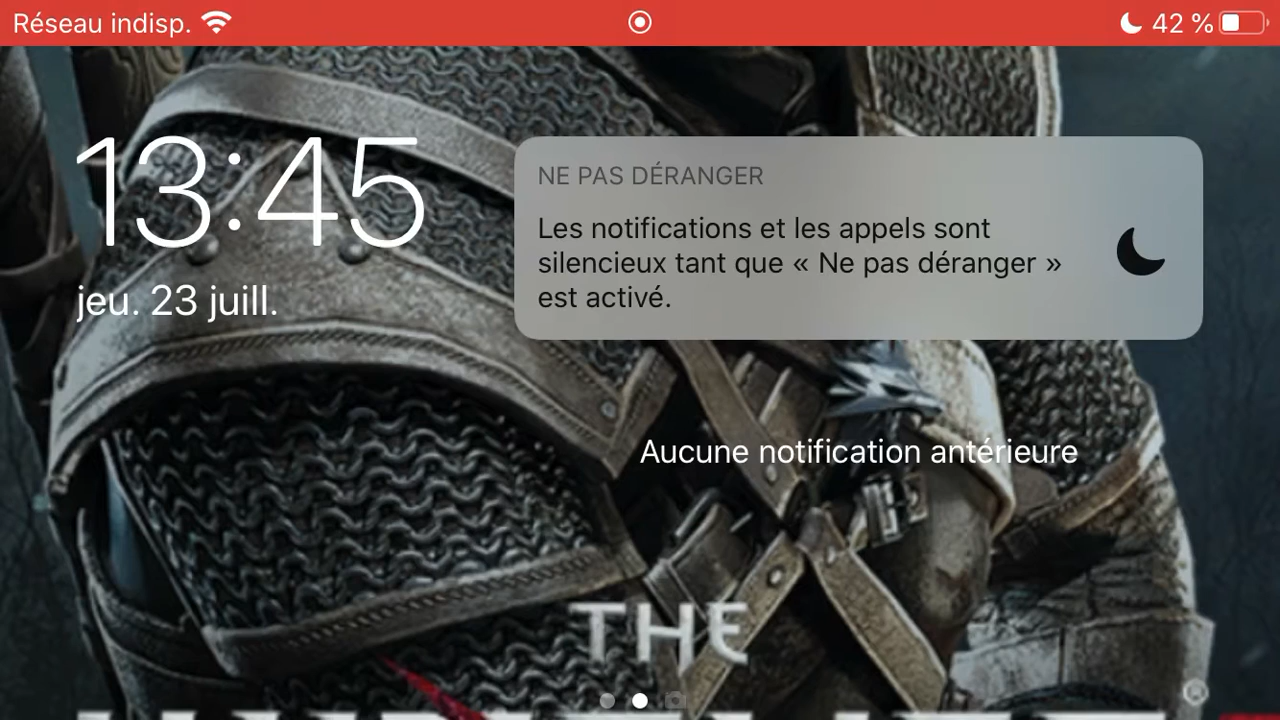 Réseau indisp.
42 %
13:45
jeu. 23 juill.
NE PAS DÉRANGER
Les notifications et les appels sont
silencieux tant que « Ne pas déranger »
est activé.
Aucune notification antérieure
THE